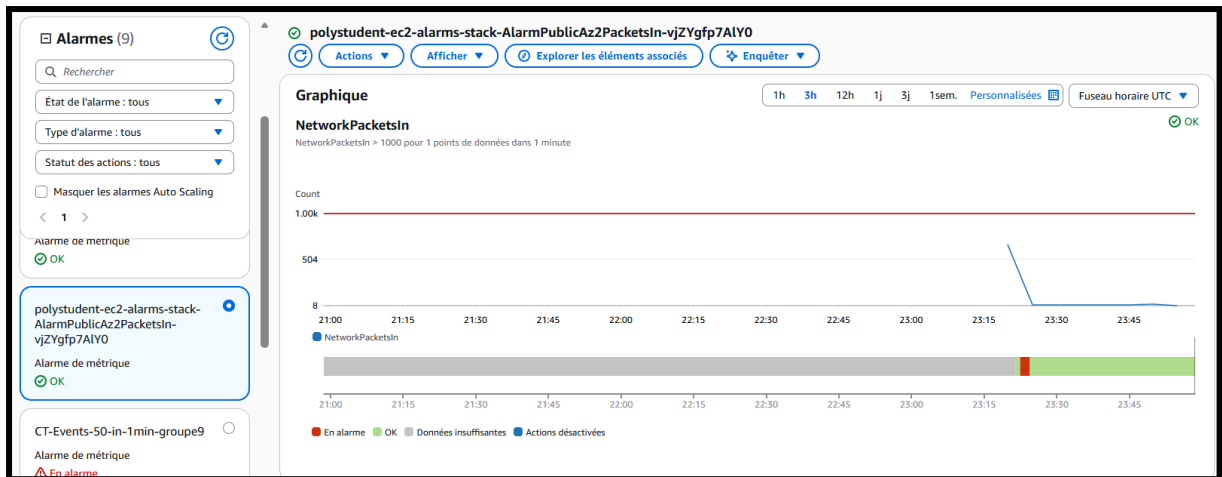 Alarmes (9)
Rechercher
État de l'alarme : tous
Type d'alarme : tous
Statut des actions : tous
Masquer les alarmes Auto Scaling
1
Alarme de métrique
OK
polystudent-ec2-alarms-stack-
AlarmPublicAz2PacketsIn-
vjZYgfp7AlY0
Alarme de métrique
OK
CT-Events-50-in-1min-groupe9
Alarme de métrique
En alarme
polystudent-ec2-alarms-stack-AlarmPublicAz2PacketsIn-vjZYgfp7AlY0
Actions Afficher Explorer les éléments associés Enquêter
Graphique 1h 3h 12h 1j 3j 1sem. Personnalisées Fuseau horaire UTC
NetworkPacketsIn OK
NetworkPacketsIn > 1000 pour 1 points de données dans 1 minute
Count
1.00k
504
8
21:00 21:15 21:30 21:45 22:00 22:15 22:30 22:45 23:00 23:15 23:30 23:45
NetworkPacketsIn
21:00 21:15 21:30 21:45 22:00 22:15 22:30 22:45 23:00 23:15 23:30 23:45
En alarme OK Données insuffisantes Actions désactivées